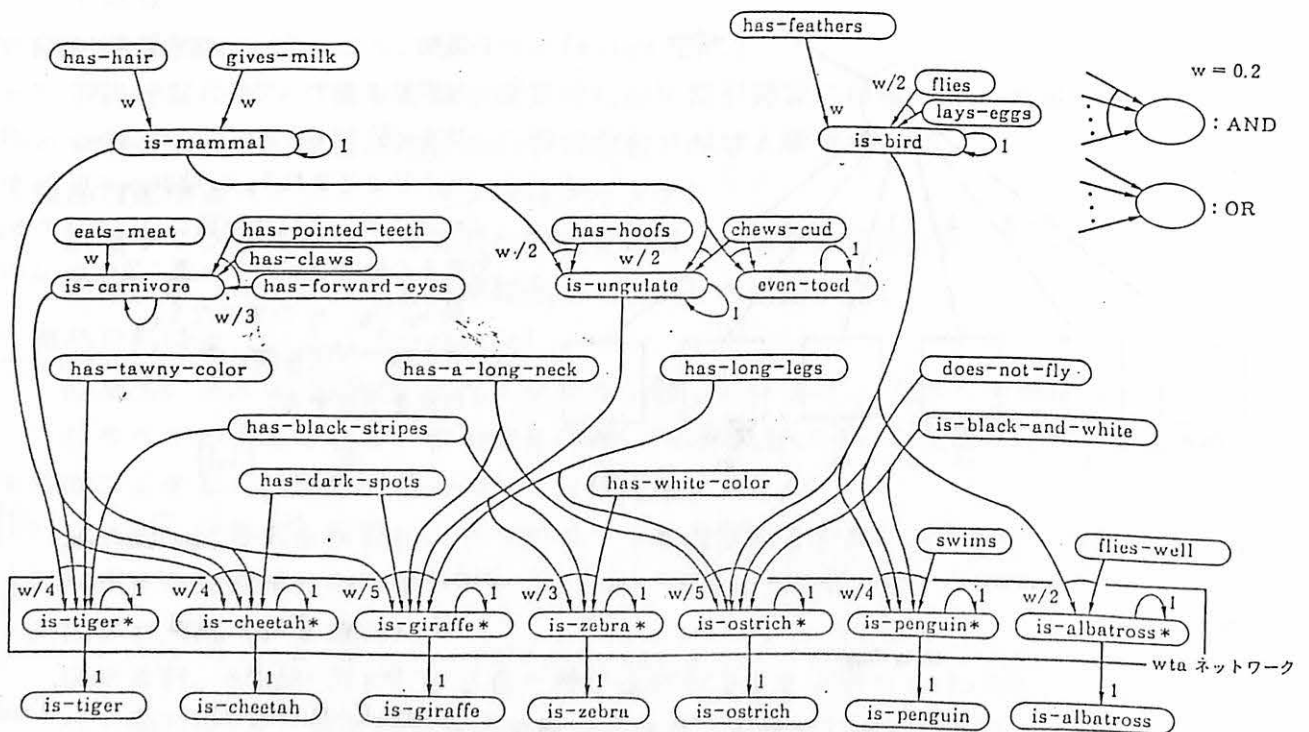 has-feathers
has-hair
gives-milk
w = 0.2
w/2
flies
w
w
w
w
lays-eggs
: AND
is-mammal
1
is-bird
1
: OR
eats-meat
has-pointed-teeth
has-hoofs
chews-cud
w
has-claws
w/2
w/2
1
is-carnivore
has-forward-eyes
is-ungulate
even-toed
w/3
1
has-tawny-color
has-a-long-neck
has-long-legs
does-not-fly
has-black-stripes
is-black-and-white
has-dark-spots
has-white-color
swims
flies-well
w/4
1
w/4
1
w/5
1
w/3
1
w/5
1
w/4
1
w/2
1
is-tiger*
is-cheetah*
is-giraffe*
is-zebra*
is-ostrich*
is-penguin*
is-albatross*
wta ネットワーク
1
1
1
1
1
1
1
is-tiger
is-cheetah
is-giraffe
is-zebra
is-ostrich
is-penguin
is-albatross